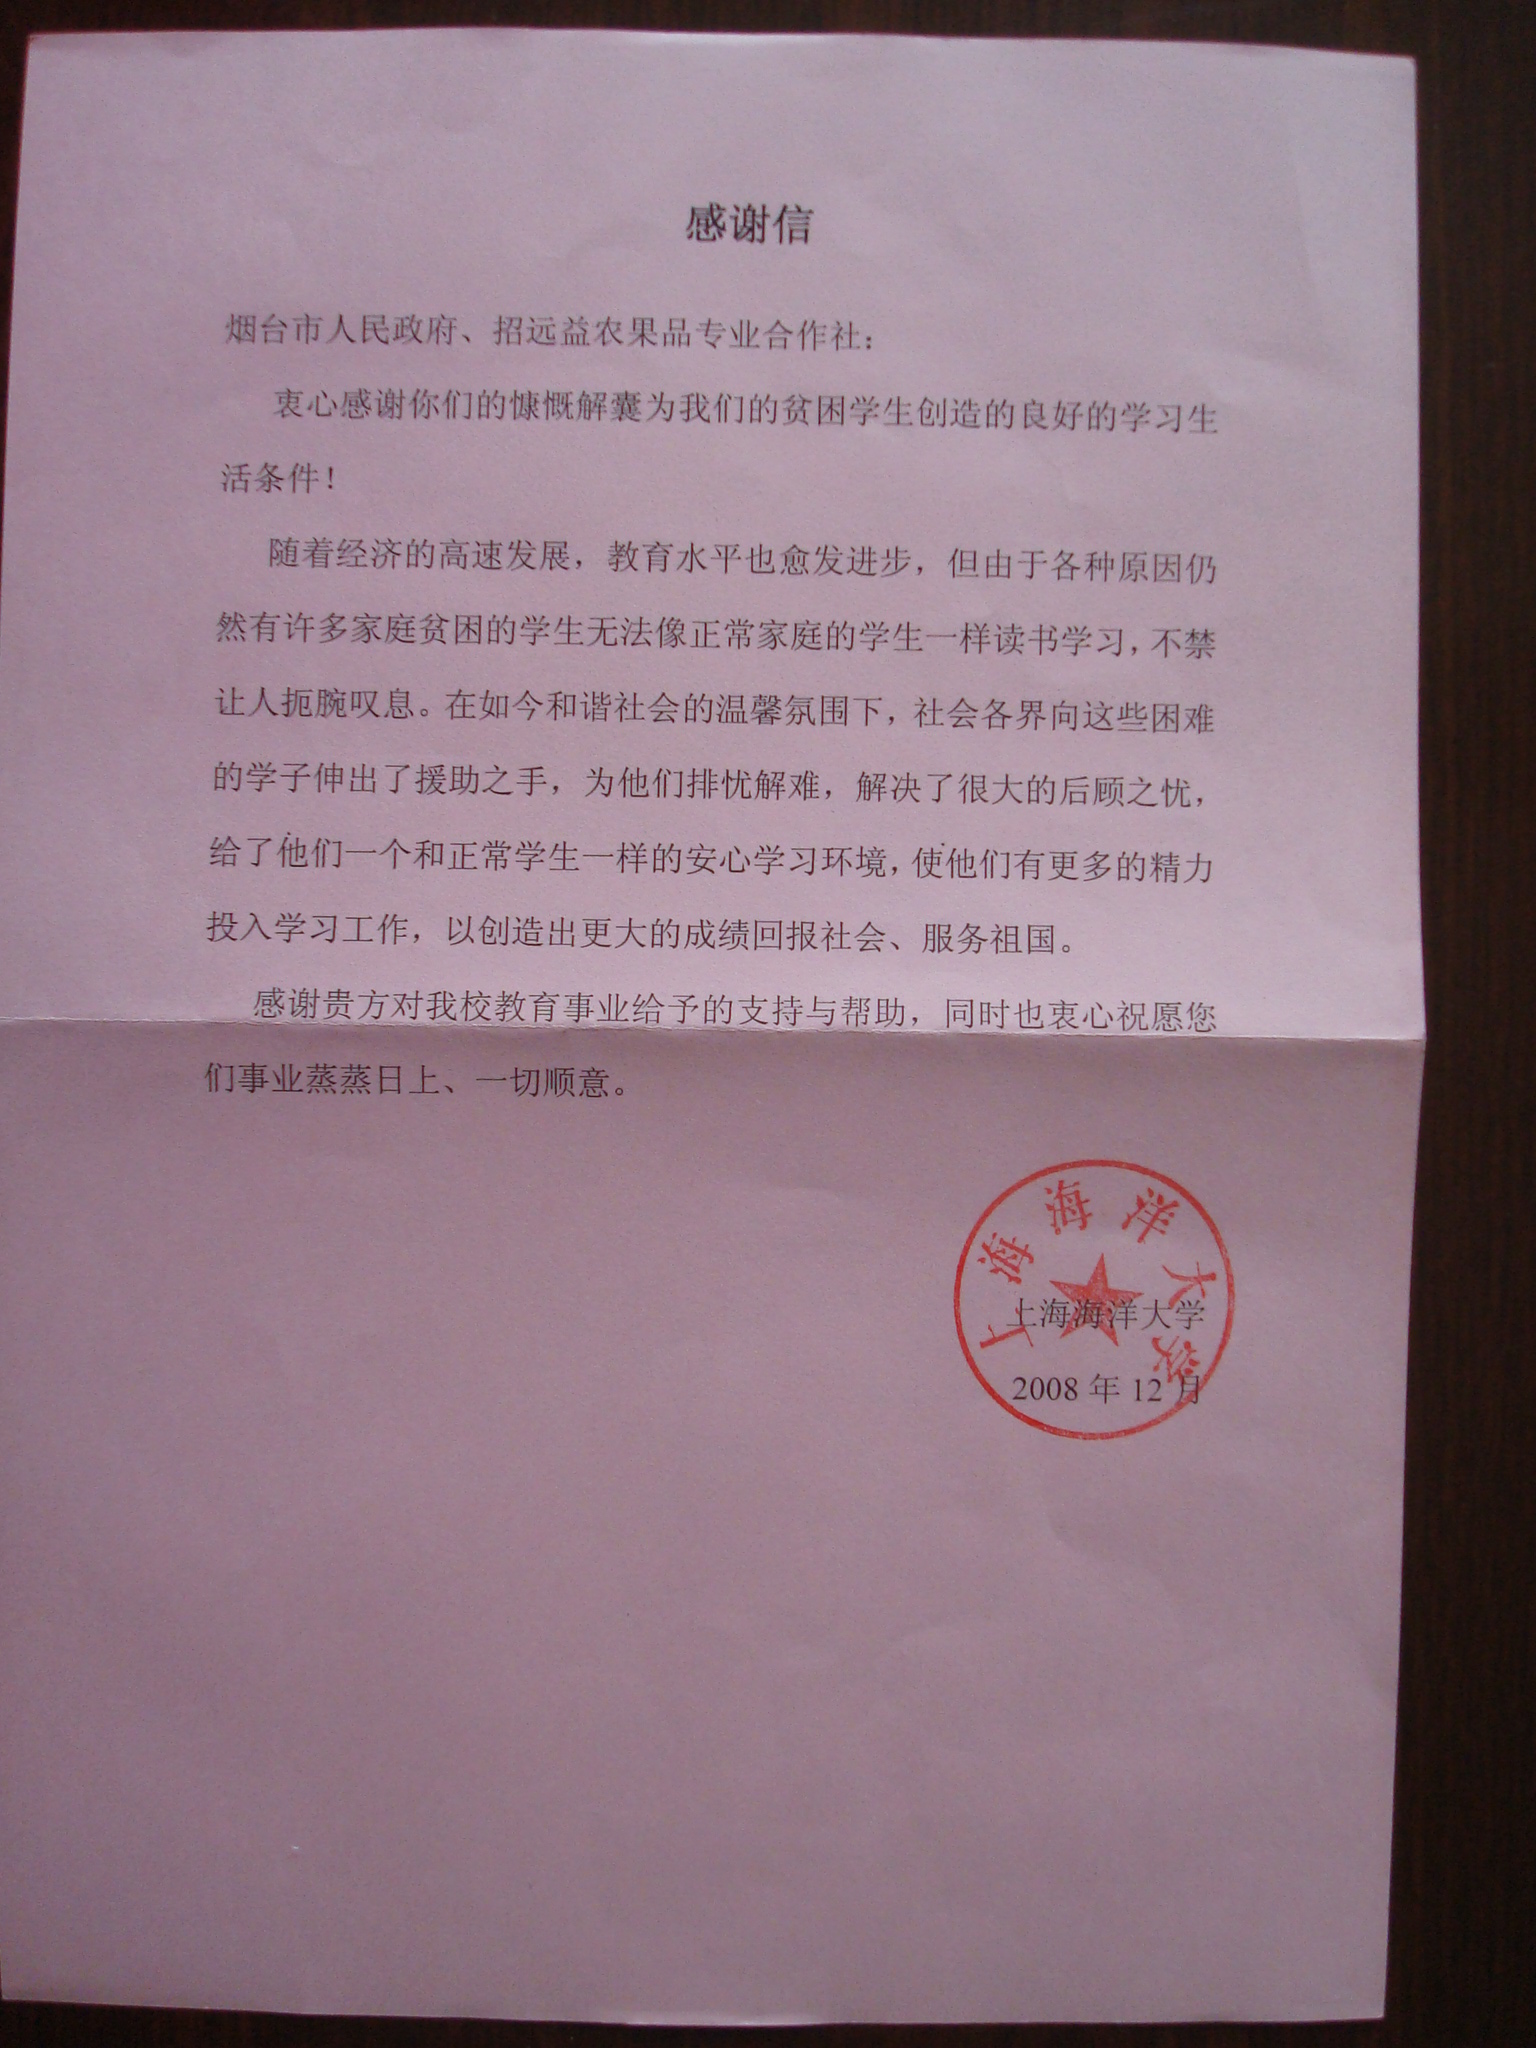 感谢信
烟台市人民政府、招远益农果品专业合作社：
衷心感谢你们的慷慨解囊为我们的贫困学生创造的良好的学习生
活条件！
随着经济的高速发展，教育水平也愈发进步，但由于各种原因仍
然有许多家庭贫困的学生无法像正常家庭的学生一样读书学习，不禁
让人扼腕叹息。在如今和谐社会的温馨氛围下，社会各界向这些困难
的学子伸出了援助之手，为他们排忧解难，解决了很大的后顾之忧，
给了他们一个和正常学生一样的安心学习环境，使他们有更多的精力
投入学习工作，以创造出更大的成绩回报社会、服务祖国。
感谢贵方对我校教育事业给予的支持与帮助，同时也衷心祝愿您
们事业蒸蒸日上、一切顺意。
上海海洋大学
上海海洋大学
2008 年 12 月